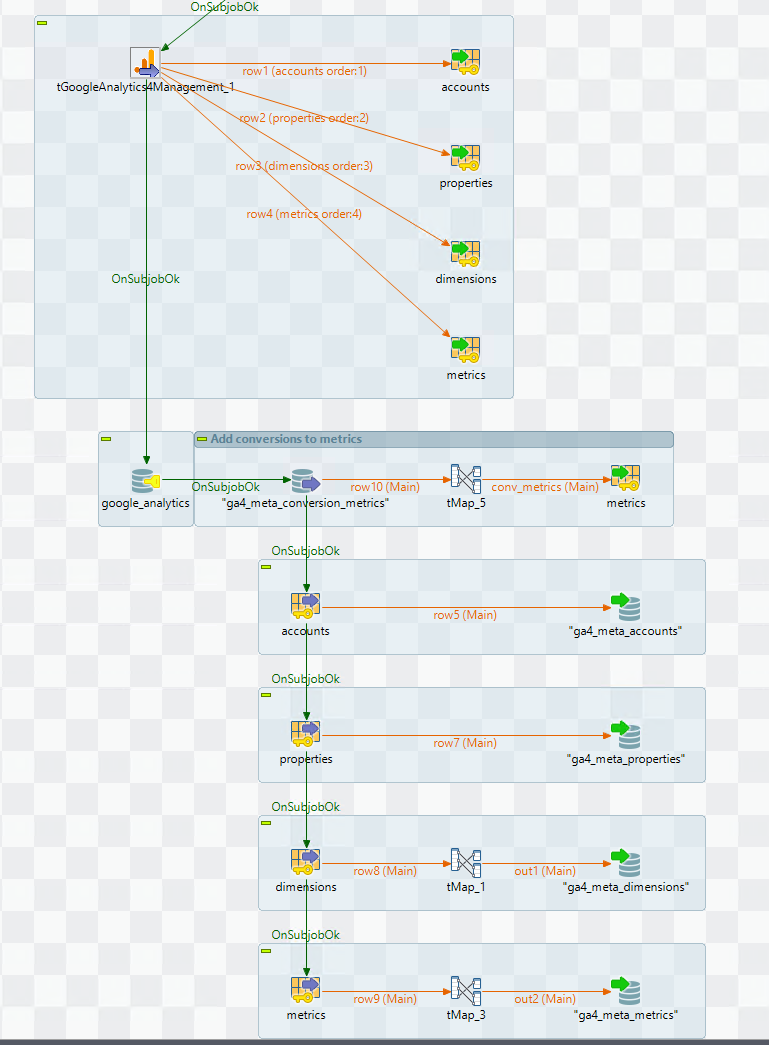 OnSubjobOk
tGoogleAnalytics4Management_1
row1 (accounts order:1)
accounts
row2 (properties order:2)
properties
row3 (dimensions order:3)
dimensions
row4 (metrics order:4)
metrics
OnSubjobOk
Add conversions to metrics
google_analytics
OnSubjobOk
"ga4_meta_conversion_metrics"
row10 (Main)
tMap_5
conv_metrics (Main)
metrics
OnSubjobOk
accounts
row5 (Main)
"ga4_meta_accounts"
OnSubjobOk
properties
row7 (Main)
"ga4_meta_properties"
OnSubjobOk
dimensions
row8 (Main)
tMap_1
out1 (Main)
"ga4_meta_dimensions"
OnSubjobOk
metrics
row9 (Main)
tMap_3
out2 (Main)
"ga4_meta_metrics"